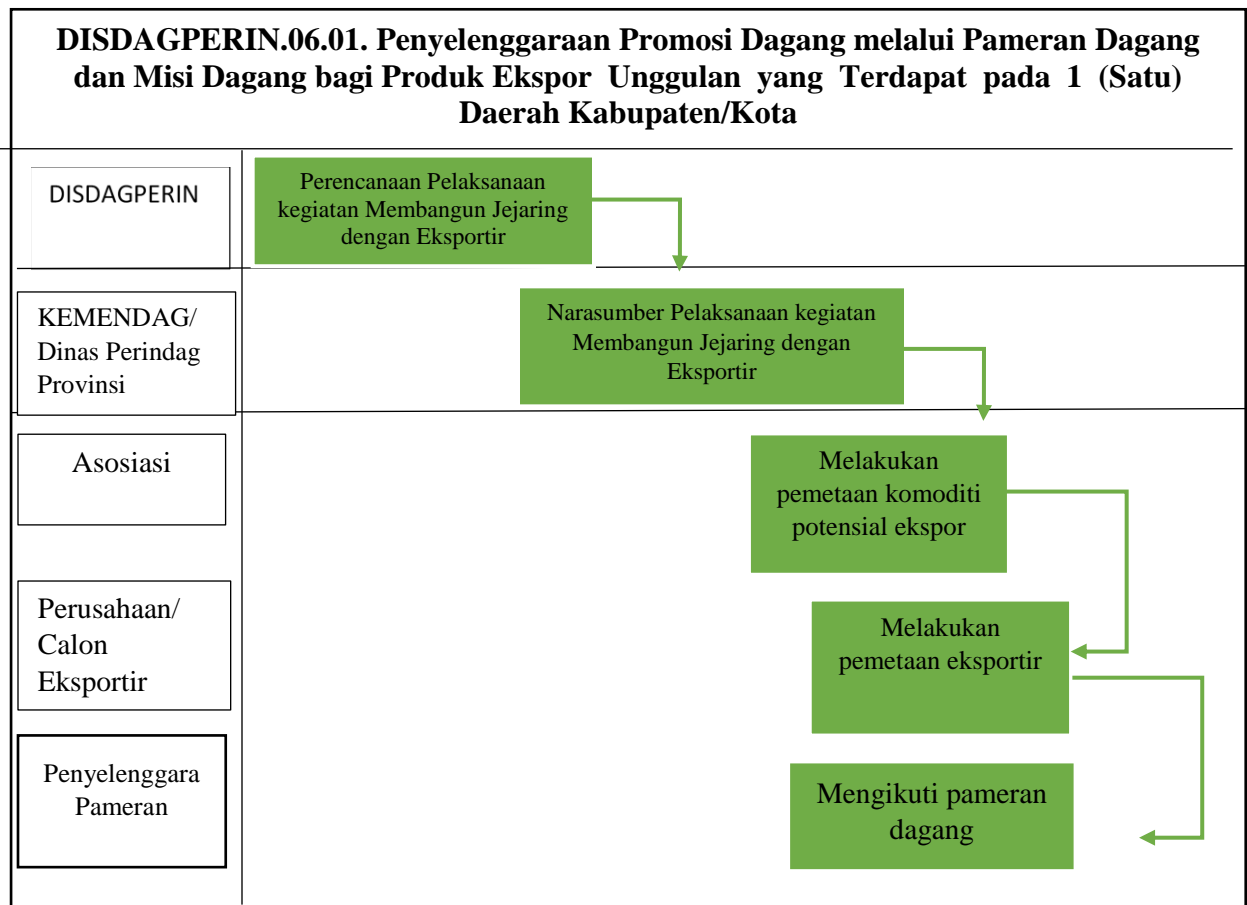 DISDAGPERIN.06.01. Penyelenggaraan Promosi Dagang melalui Pameran Dagang
dan Misi Dagang bagi Produk Ekspor Unggulan yang Terdapat pada 1 (Satu)
Daerah Kabupaten/Kota
DISDAGPERIN
Perencanaan Pelaksanaan
kegiatan Membangun Jejaring
dengan Eksportir
KEMENDAG/
Dinas Perindag
Provinsi
Narasumber Pelaksanaan kegiatan
Membangun Jejaring dengan
Eksportir
Asosiasi
Melakukan
pemetaan komoditi
potensial ekspor
Perusahaan/
Calon
Eksportir
Melakukan
pemetaan eksportir
Penyelenggara
Pameran
Mengikuti pameran
dagang